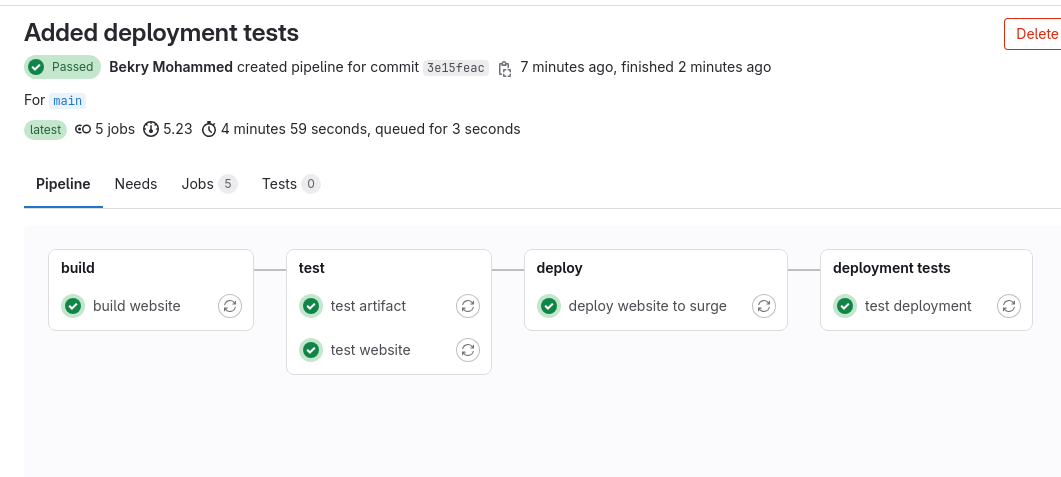 Added deployment tests
Delete
Passed Bekry Mohammed created pipeline for commit 3e15feac 7 minutes ago, finished 2 minutes ago
For main
latest 5 jobs 5.23 4 minutes 59 seconds, queued for 3 seconds
Pipeline Needs Jobs 5 Tests 0
build
build website
test
test artifact
test website
deploy
deploy website to surge
deployment tests
test deployment